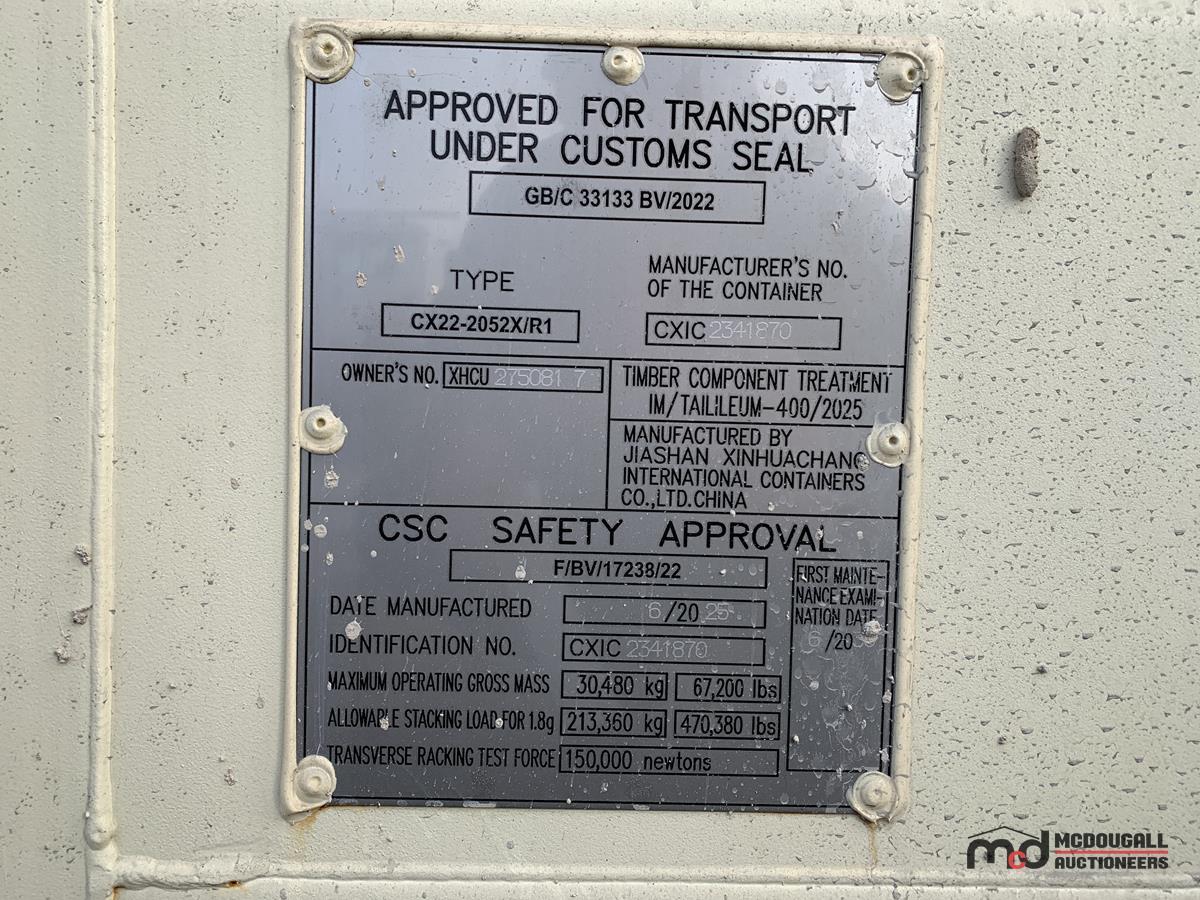 APPROVED FOR TRANSPORT
UNDER CUSTOMS SEAL
GB/C 33133 BV/2022
TYPE
CX22-2052X/R1
MANUFACTURER'S NO.
OF THE CONTAINER
CXIC 2341870
OWNER'S NO. XHCU 275081 7
TIMBER COMPONENT TREATMENT
IM/TAILILEUM-400/2025
MANUFACTURED BY
JIASHAN XINHUACHANG
INTERNATIONAL CONTAINERS
CO.,LTD.CHINA
CSC SAFETY APPROVAL
F/BV/17238/22
DATE MANUFACTURED 6/20 25
IDENTIFICATION NO. CXIC 2341870
MAXIMUM OPERATING GROSS MASS 30,480 kg 67,200 lbs
ALLOWABLE STACKING LOAD FOR 1.8g 213,360 kg 470,380 lbs
TRANSVERSE RACKING TEST FORCE 150,000 newtons
FIRST MAINTE-
NANCE EXAMI-
NATION DATE
6 /20
mcd MCDOUGALL
AUCTIONEERS